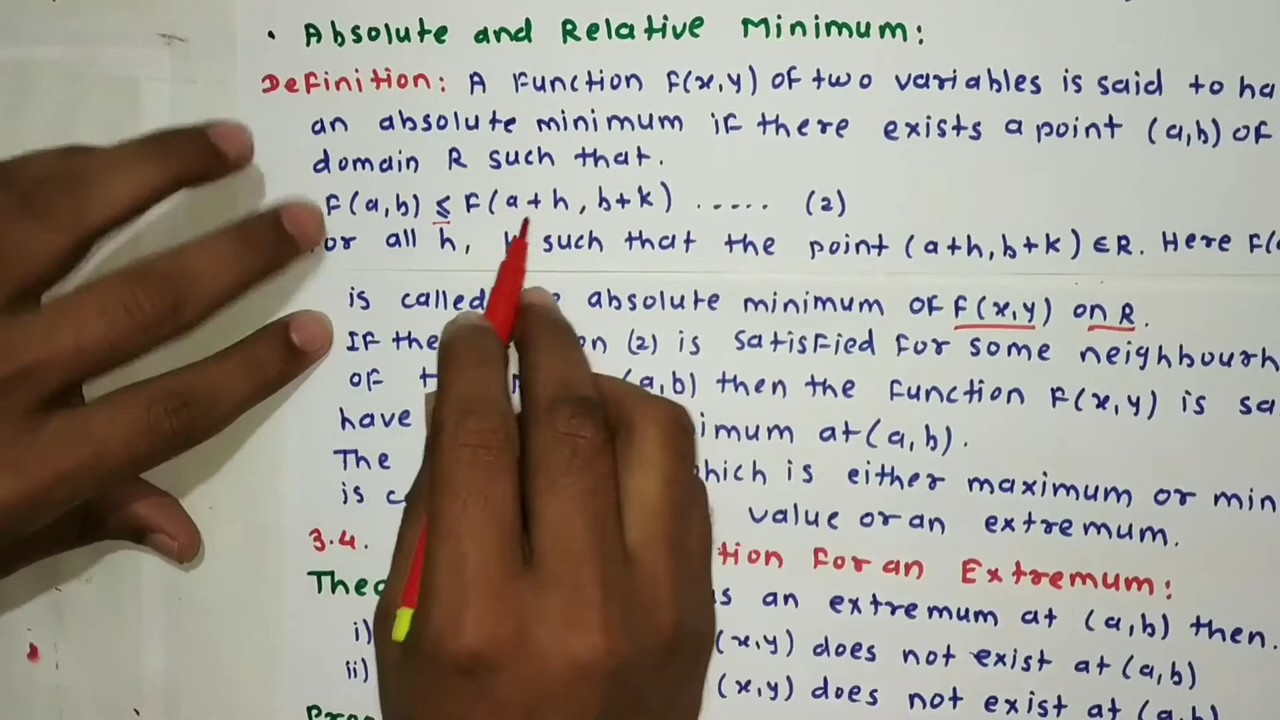 • Absolute and Relative Minimum:
Definition: A Function F(x,y) of two variables is said to ha
an absolute minimum if there exists a point (a,b) of
domain R such that.
F(a,b) ≤ F(a+h, b+k) ..... (2)
or all h, such that the point (a+h, b+k) ∈ R. Here F(
is called absolute minimum of F(x,y) on R.
If the on (2) is satisfied for some neighbourh
of (a,b) then the function F(x,y) is sa
have imum at (a,b).
The hich is either maximum or min
is value or an extremum.
3.4. tion For an Extremum:
Theo s an extremum at (a,b) then.
i) (x,y) does not exist at (a,b)
ii) (x,y) does not exist at (a,b)